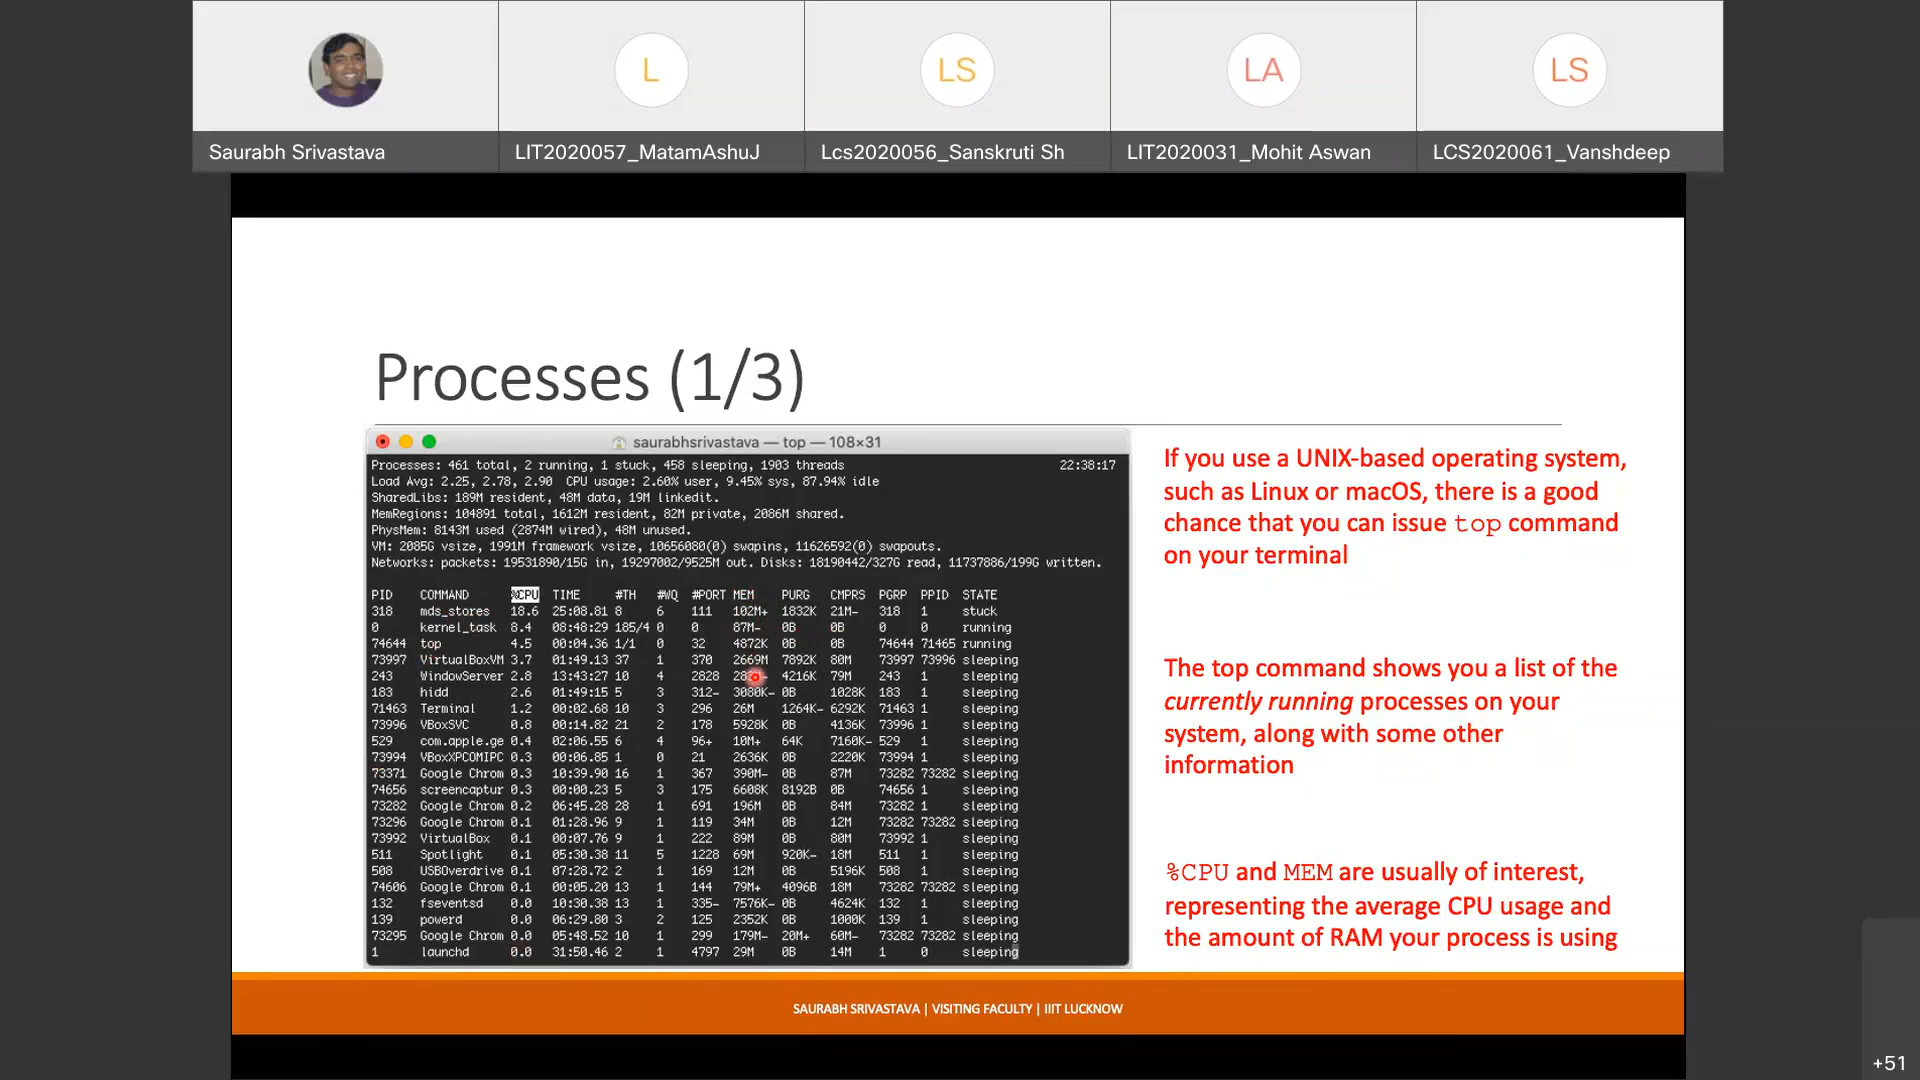 L
LS
LA
LS
Saurabh Srivastava
LIT2020057_MatamAshuJ
Lcs2020056_Sanskruti Sh
LIT2020031_Mohit Aswan
LCS2020061_Vanshdeep
Processes (1/3)
saurabhsrivastava — top — 108×31
Processes: 461 total, 2 running, 1 stuck, 458 sleeping, 1903 threads 22:38:17
Load Avg: 2.25, 2.78, 2.90 CPU usage: 2.60% user, 9.45% sys, 87.94% idle
SharedLibs: 189M resident, 48M data, 19M linkedit.
MemRegions: 104891 total, 1612M resident, 82M private, 2086M shared.
PhysMem: 8143M used (2874M wired), 48M unused.
VM: 2085G vsize, 1991M framework vsize, 10656080(0) swapins, 11626592(0) swapouts.
Networks: packets: 19531890/15G in, 19297002/9525M out. Disks: 18190442/327G read, 11737886/199G written.
PID COMMAND %CPU TIME #TH #WQ #PORT MEM PURG CMPRS PGRP PPID STATE
318 mds_stores 18.6 25:08.81 8 6 111 102M+ 1832K 21M- 318 1 stuck
0 kernel_task 8.4 08:48:29 185/4 0 0 87M- 0B 0B 0 0 running
74644 top 4.5 00:04.36 1/1 0 32 4872K 0B 0B 74644 71465 running
73997 VirtualBoxVM 3.7 01:49.13 37 1 370 2669M 7892K 80M 73997 73996 sleeping
243 WindowServer 2.8 13:43:27 10 4 2828 4216K 79M 243 1 sleeping
183 hidd 2.6 01:49:15 5 3 312- 3080K- 0B 1028K 183 1 sleeping
71463 Terminal 1.2 00:02.68 10 3 296 26M 1264K- 6292K 71463 1 sleeping
73996 VBoxSVC 0.8 00:14.82 21 2 178 5928K 0B 4136K 73996 1 sleeping
529 com.apple.ge 0.4 02:06.55 6 4 96+ 10M+ 64K 7160K- 529 1 sleeping
73994 VBoxXPCOMIPC 0.3 00:06.85 1 0 21 2636K 0B 2220K 73994 1 sleeping
73371 Google Chrom 0.3 10:39.90 16 1 367 390M- 0B 87M 73282 73282 sleeping
74656 screencaptur 0.3 00:00.23 5 3 175 6608K 8192B 0B 74656 1 sleeping
73282 Google Chrom 0.2 06:45.28 28 1 691 196M 0B 84M 73282 1 sleeping
73296 Google Chrom 0.1 01:28.96 9 1 119 34M 0B 12M 73282 73282 sleeping
73992 VirtualBox 0.1 00:07.76 9 1 222 89M 0B 80M 73992 1 sleeping
511 Spotlight 0.1 05:30.38 11 5 1228 69M 920K- 18M 511 1 sleeping
508 USBOverdrive 0.1 07:28.72 2 1 169 12M 0B 5196K 508 1 sleeping
74606 Google Chrom 0.1 00:05.20 13 1 144 79M+ 4096B 18M 73282 73282 sleeping
132 fseventsd 0.0 10:30.38 13 1 335- 7576K- 0B 4624K 132 1 sleeping
139 powerd 0.0 06:29.80 3 2 125 2352K 0B 1000K 139 1 sleeping
73295 Google Chrom 0.0 05:48.52 10 1 299 179M- 20M+ 60M- 73282 73282 sleeping
1 launchd 0.0 31:50.46 2 1 4797 29M 0B 14M 1 0 sleeping
If you use a UNIX-based operating system,
such as Linux or macOS, there is a good
chance that you can issue top command
on your terminal
The top command shows you a list of the
currently running processes on your
system, along with some other
information
%CPU and MEM are usually of interest,
representing the average CPU usage and
the amount of RAM your process is using
SAURABH SRIVASTAVA | VISITING FACULTY | IIIT LUCKNOW
+51